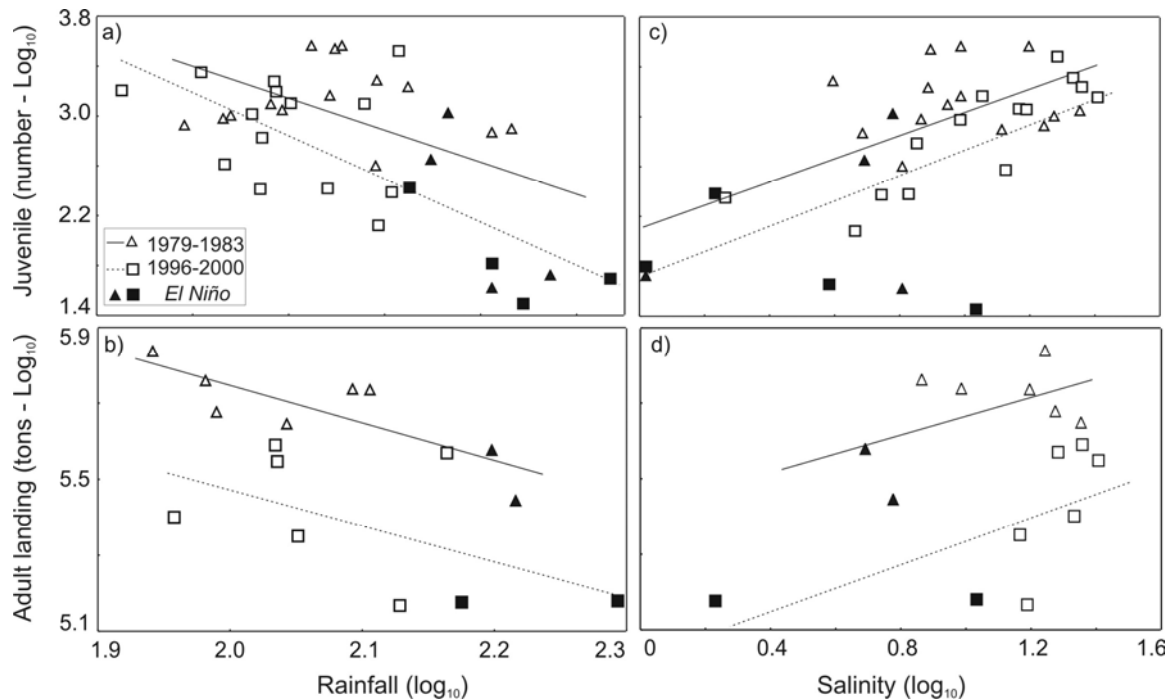 a)
c)
3.8
3.0
2.2
1.4
Juvenile (number - Log10)
1979-1983
1996-2000
El Niño
b)
d)
5.9
5.5
5.1
Adult landing (tons - Log10)
1.9 2.0 2.1 2.2 2.3
0 0.4 0.8 1.2 1.6
Rainfall (log10)
Salinity (log10)